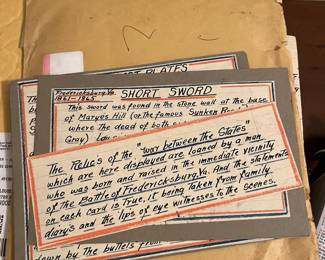 PLATES
Fredericksburg, Va.
1861-1865
SHORT SWORD
This sword was found in the stone wall at the base
of Maryes Hill (or the famous Sunken
where the dead of both
Gray)
The Relics of the "war between the States"
which are here displayed are loaned by a man
who was born and raised in the immediate vicinity
of the Battle of Fredericksburg, Va. And the statements
on each card is True, it being taken from family
diary's and the lips of eye witnesses to the scenes.
down by the bullets from